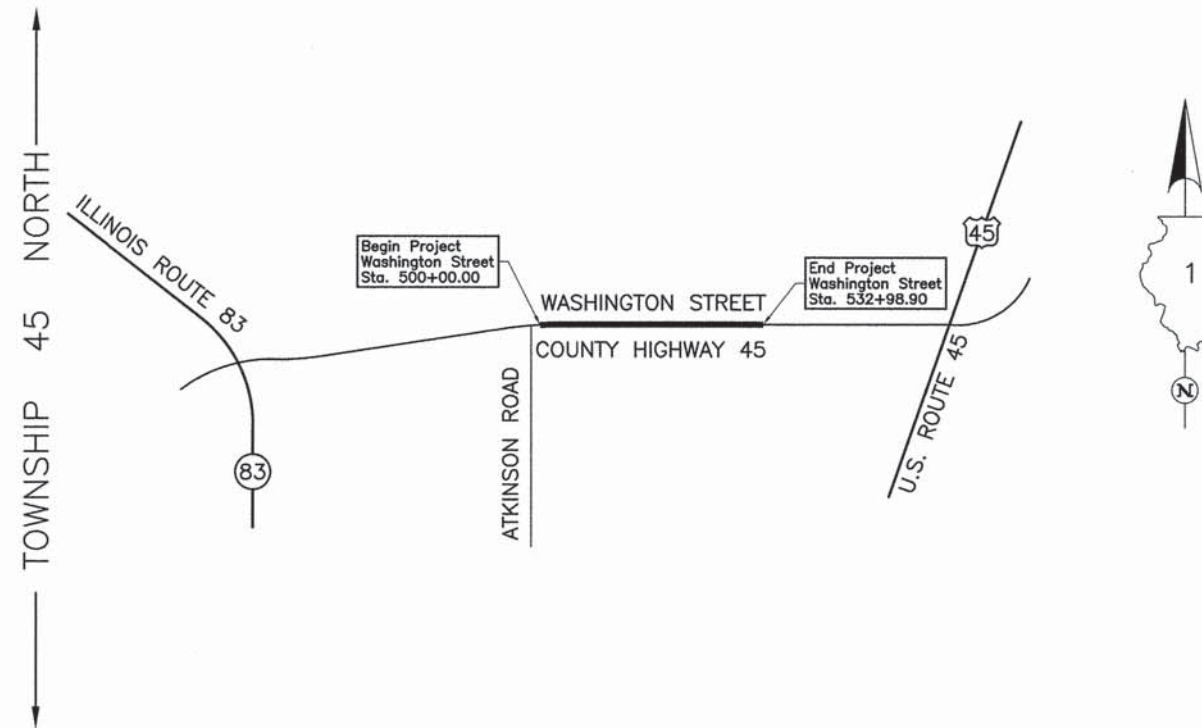 TOWNSHIP 45 NORTH
ILLINOIS ROUTE 83
83
Begin Project
Washington Street
Sta. 500+00.00
WASHINGTON STREET
COUNTY HIGHWAY 45
ATKINSON ROAD
End Project
Washington Street
Sta. 532+98.90
45
U.S. ROUTE 45
1
N